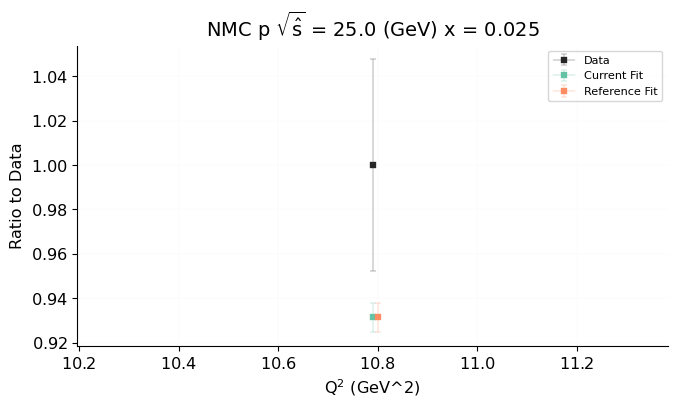 NMC p √ŝ = 25.0 (GeV) x = 0.025
Data
Current Fit
Reference Fit
Ratio to Data
1.04
1.02
1.00
0.98
0.96
0.94
0.92
10.2 10.4 10.6 10.8 11.0 11.2
Q² (GeV^2)